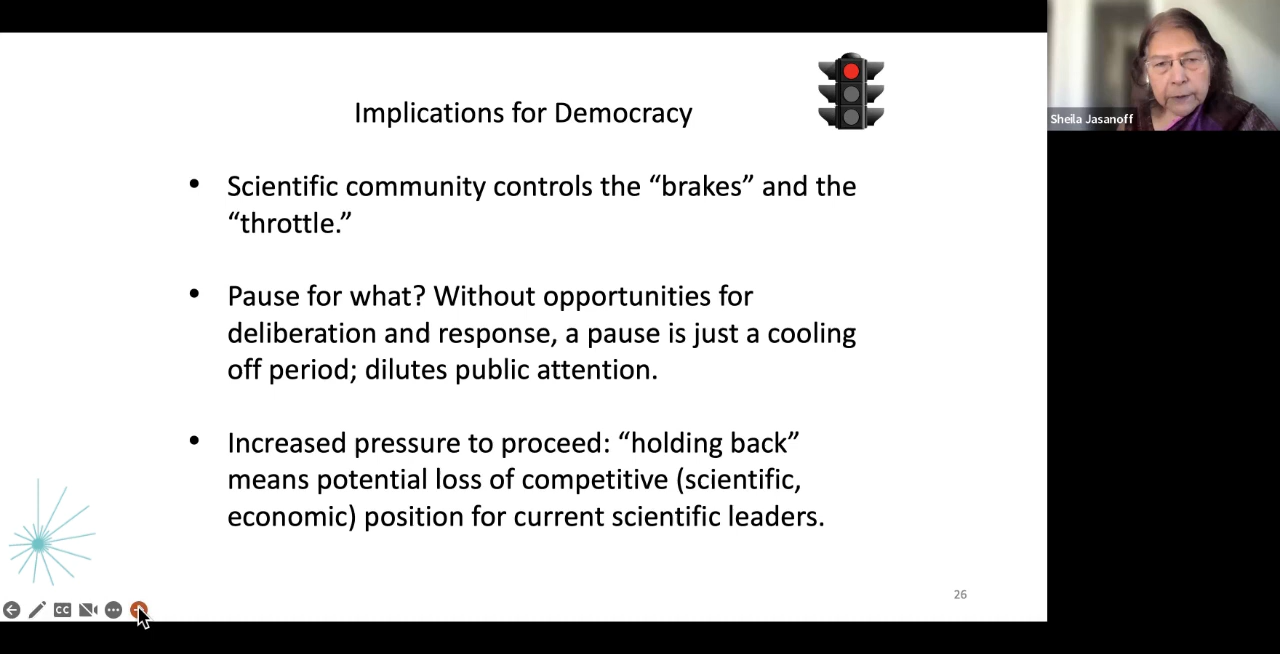 Implications for Democracy
• Scientific community controls the “brakes” and the
“throttle.”
• Pause for what? Without opportunities for
deliberation and response, a pause is just a cooling
off period; dilutes public attention.
• Increased pressure to proceed: “holding back”
means potential loss of competitive (scientific,
economic) position for current scientific leaders.
26
CC
Sheila Jasanoff